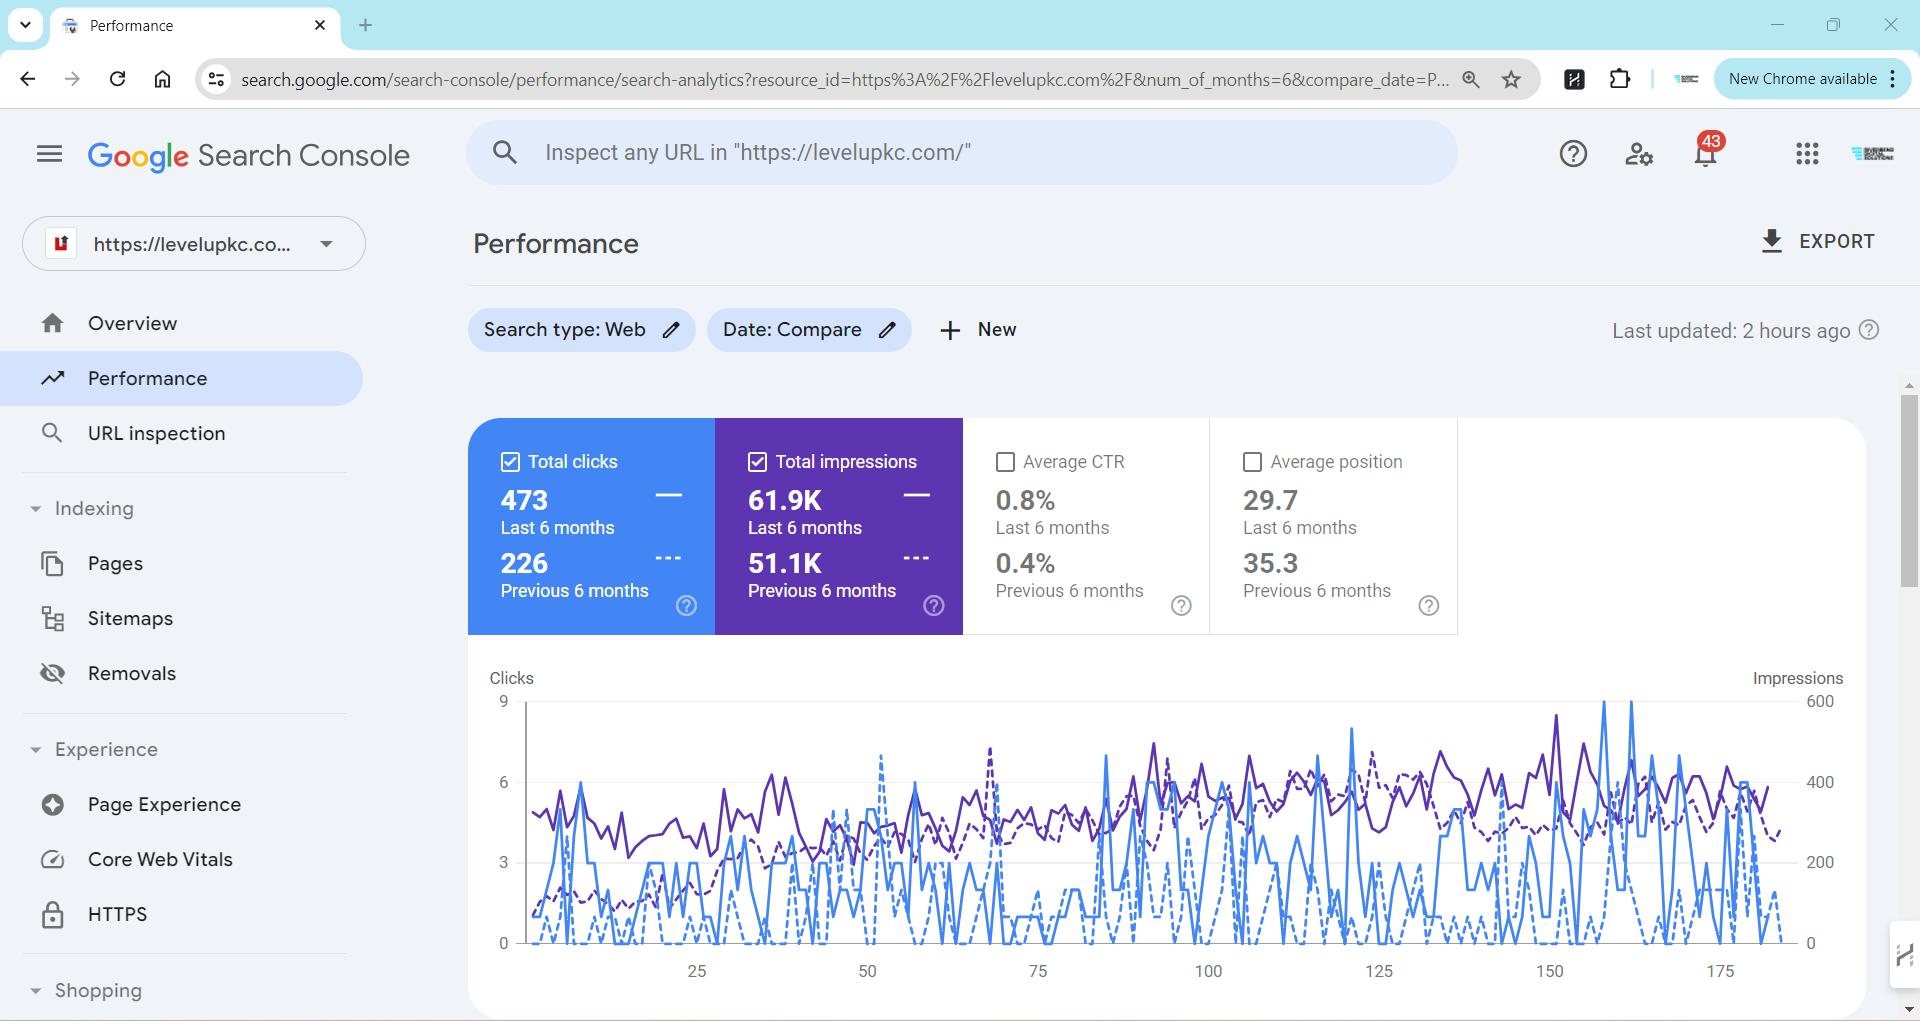 Performance
search.google.com/search-console/performance/search-analytics?resource_id=https%3A%2F%2Flevelupkc.com%2F&num_of_months=6&compare_date=P...
New Chrome available
Google Search Console
Inspect any URL in "https://levelupkc.com/"
43
https://levelupkc.co...
Performance
EXPORT
Overview
Performance
URL inspection
Indexing
Pages
Sitemaps
Removals
Experience
Page Experience
Core Web Vitals
HTTPS
Shopping
Search type: Web
Date: Compare
New
Last updated: 2 hours ago
Total clicks
473
Last 6 months
226
Previous 6 months
Total impressions
61.9K
Last 6 months
51.1K
Previous 6 months
Average CTR
0.8%
Last 6 months
0.4%
Previous 6 months
Average position
29.7
Last 6 months
35.3
Previous 6 months
Clicks
Impressions
9
600
6
400
3
200
0
0
25
50
75
100
125
150
175